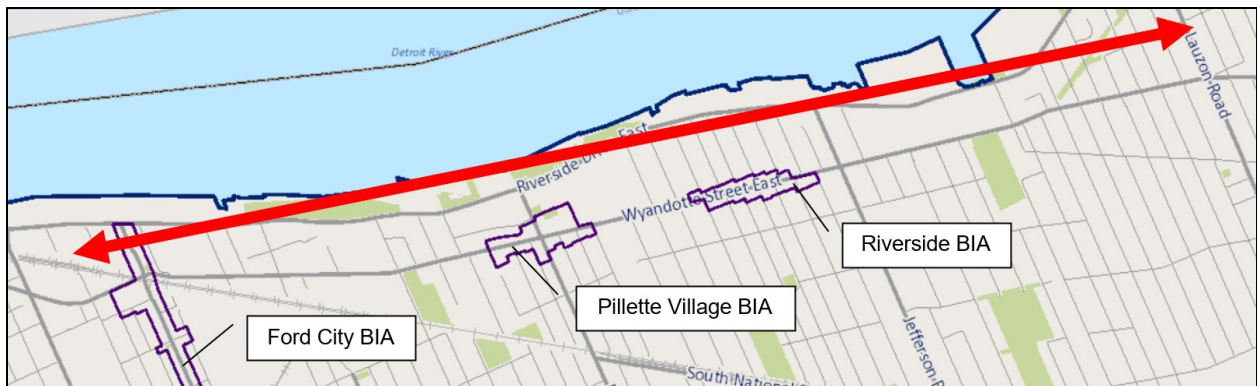 Detroit River
Lauzon-Road
Riverside-Drive-East
Wyandotte Street-East
Riverside BIA
Pillette Village BIA
Ford City BIA
Jefferson
South-National